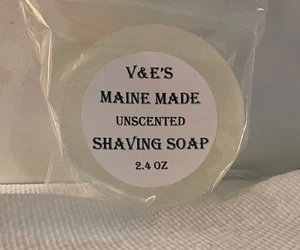 V&E'S
MAINE MADE
UNSCENTED
SHAVING SOAP
2.4 OZ